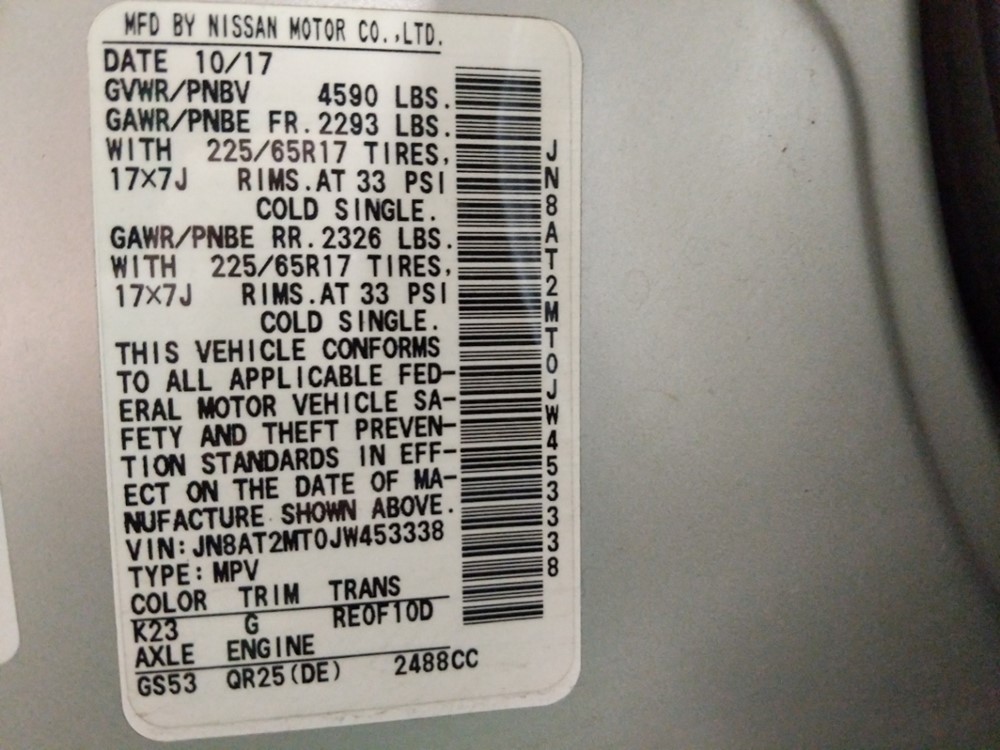 MFD BY NISSAN MOTOR CO.,LTD.
DATE 10/17
GVWR/PNBV 4590 LBS.
GAWR/PNBE FR. 2293 LBS.
WITH 225/65R17 TIRES,
17×7J RIMS. AT 33 PSI
COLD SINGLE.
GAWR/PNBE RR. 2326 LBS.
WITH 225/65R17 TIRES,
17×7J RIMS. AT 33 PSI
COLD SINGLE.
THIS VEHICLE CONFORMS
TO ALL APPLICABLE FED-
ERAL MOTOR VEHICLE SA-
FETY AND THEFT PREVEN-
TION STANDARDS IN EFF-
ECT ON THE DATE OF MA-
NUFACTURE SHOWN ABOVE.
VIN: JN8AT2MT0JW453338
TYPE: MPV
COLOR TRIM TRANS
K23 G RE0F10D
AXLE ENGINE
GS53 QR25(DE) 2488CC
JN8AT2MT0JW453338